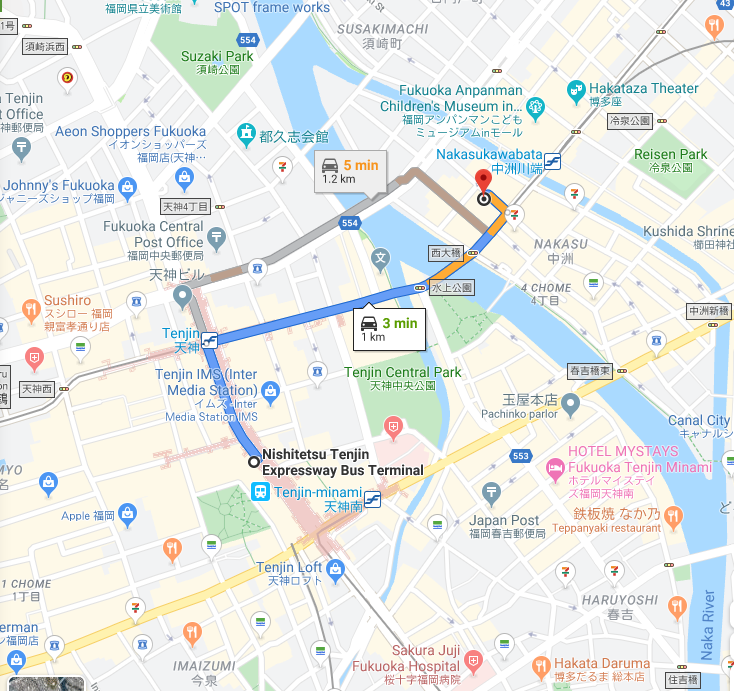 福岡県立美術館
SPOT frame works
43
1号
須崎浜西
554
SUSAKIMACHI
須崎町
Suzaki Park
須崎公園
Tenjin
Post Office
神郵便局
Aeon Shoppers Fukuoka
イオンショッパーズ
福岡店(天神…
都久志会館
Fukuoka Anpanman
Children's Museum in…
福岡アンパンマンこども
ミュージアムinモール
Hakataza Theater
博多座
冷泉公園
Reisen Park
冷泉公園
Nakasukawabata
中洲川端
5 min
1.2 km
Johnny's Fukuoka
ジャニーズショップ福岡
天神4丁目
554
Fukuoka Central
Post Office
福岡中央郵便局
西大橋
NAKASU
中洲
Kushida Shrine
櫛田神社
天神ビル
文
水上公園
4 CHOME
4丁目
Sushiro
スシロー 福岡
親富孝通り店
3 min
1 km
中洲新橋
Tenjin
天神
天神西
Tenjin IMS (Inter
Media Station)
イムズ-Inter
Media Station IMS
Tenjin Central Park
天神中央公園
春吉橋東
玉屋本店
Pachinko parlor
Canal City
キャナルシ
Nishitetsu Tenjin
Expressway Bus Terminal
553
HOTEL MYSTAYS
Fukuoka Tenjin Minami
ホテルマイステイ
ズ福岡天神南
MYO
名
Tenjin-minami
天神南
Apple 福岡
Japan Post
福岡春吉郵便局
鉄板焼 なか乃
Teppanyaki restaurant
Tenjin Loft
天神ロフト
1 CHOME
1丁目
HARUYOSHI
春吉
Naka River
erman
ン福岡店
IMAIZUMI
今泉
Sakura Juji
Fukuoka Hospital
桜十字福岡病院
Hakata Daruma
博多だるま 総本店
住吉橋